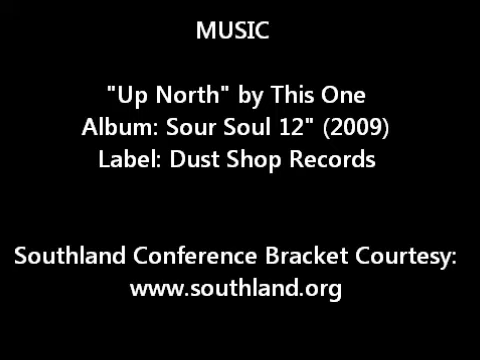 MUSIC
"Up North" by This One
Album: Sour Soul 12" (2009)
Label: Dust Shop Records
Southland Conference Bracket Courtesy:
www.southland.org